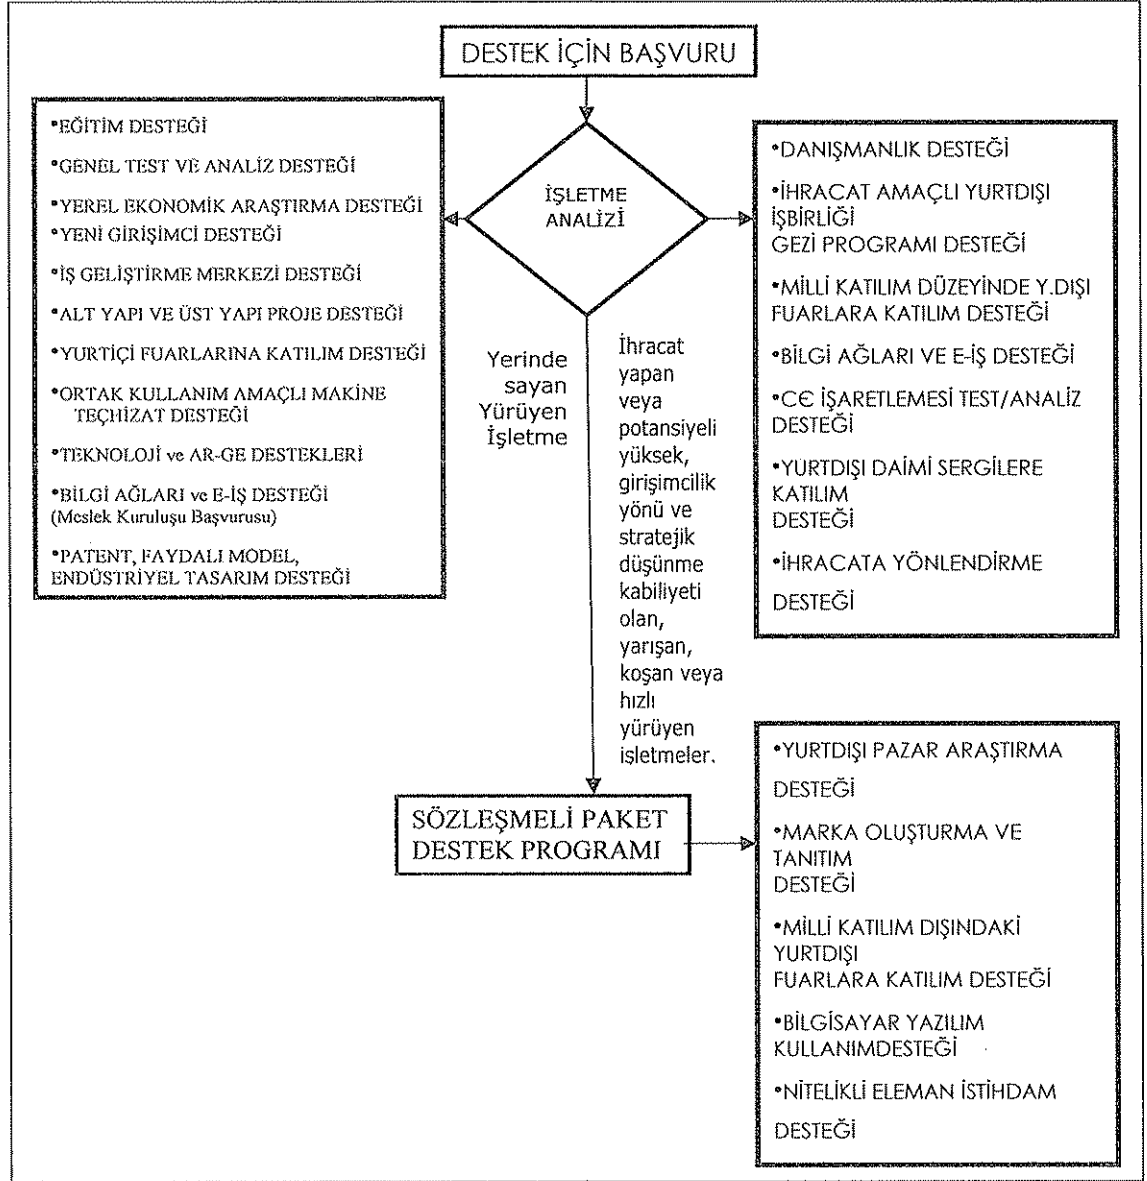 DESTEK İÇİN BAŞVURU
•EĞİTİM DESTEĞİ
•GENEL TEST VE ANALİZ DESTEĞİ
•YEREL EKONOMİK ARAŞTIRMA DESTEĞİ
•YENİ GİRİŞİMCİ DESTEĞİ
•İŞ GELİŞTİRME MERKEZİ DESTEĞİ
•ALT YAPI VE ÜST YAPI PROJE DESTEĞİ
•YURTİÇİ FUARLARINA KATILIM DESTEĞİ
•ORTAK KULLANIM AMAÇLI MAKİNE
TEÇHİZAT DESTEĞİ
•TEKNOLOJİ ve AR-GE DESTEKLERİ
•BİLGİ AĞLARI ve E-İŞ DESTEĞİ
(Meslek Kuruluşu Başvurusu)
•PATENT, FAYDALI MODEL,
ENDÜSTRİYEL TASARIM DESTEĞİ
İŞLETME
ANALİZİ
•DANIŞMANLIK DESTEĞİ
•İHRACAT AMAÇLI YURTDIŞI
İŞBİRLİĞİ
GEZİ PROGRAMI DESTEĞİ
•MİLLİ KATILIM DÜZEYİNDE Y.DIŞI
FUARLARA KATILIM DESTEĞİ
•BİLGİ AĞLARI VE E-İŞ DESTEĞİ
•CЄ İŞARETLEMESİ TEST/ANALİZ
DESTEĞİ
•YURTDIŞI DAİMİ SERGİLERE
KATILIM
DESTEĞİ
•İHRACATA YÖNLENDİRME
DESTEĞİ
Yerinde
sayan
Yürüyen
İşletme
İhracat
yapan
veya
potansiyeli
yüksek,
girişimcilik
yönü ve
stratejik
düşünme
kabiliyeti
olan,
yarışan,
koşan veya
hızlı
yürüyen
işletmeler.
SÖZLEŞMELİ PAKET
DESTEK PROGRAMI
•YURTDIŞI PAZAR ARAŞTIRMA
DESTEĞİ
•MARKA OLUŞTURMA VE
TANITIM
DESTEĞİ
•MİLLİ KATILIM DIŞINDAKİ
YURTDIŞI
FUARLARA KATILIM DESTEĞİ
•BİLGİSAYAR YAZILIM
KULLANIMDESTEĞİ
•NİTELİKLİ ELEMAN İSTİHDAM
DESTEĞİ